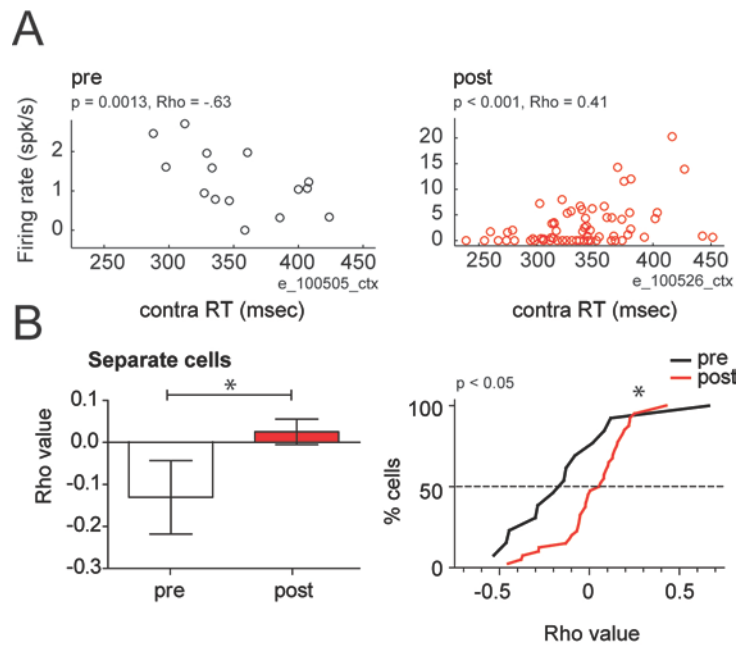 A
pre
p = 0.0013, Rho = -.63
Firing rate (spk/s)
2
1
0
250
300
350
400
450
e_100505_ctx
contra RT (msec)
post
p < 0.001, Rho = 0.41
20
15
10
5
0
250
300
350
400
450
e_100526_ctx
contra RT (msec)
B
Separate cells
*
Rho value
0.1
0.0
-0.1
-0.2
-0.3
pre
post
pre
post
p < 0.05
*
% cells
100
50
0
-0.5
0
0.5
Rho value